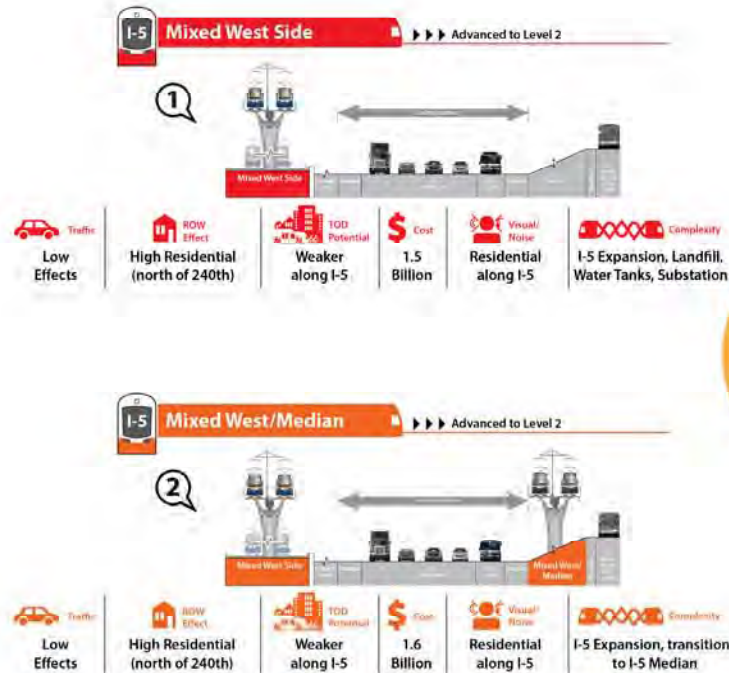 I-5
Mixed West Side
Advanced to Level 2
1
Mixed West Side
Traffic
ROW
Effect
TOD
Potential
Cost
Visual/
Noise
Complexity
Low
Effects
High Residential
(north of 240th)
Weaker
along I-5
1.5
Billion
Residential
along I-5
I-5 Expansion, Landfill,
Water Tanks, Substation
I-5
Mixed West/Median
Advanced to Level 2
2
Mixed West Side
Mixed West/
Median
Traffic
ROW
Effect
TOD
Potential
Cost
Visual/
Noise
Complexity
Low
Effects
High Residential
(north of 240th)
Weaker
along I-5
1.6
Billion
Residential
along I-5
I-5 Expansion, transition
to I-5 Median